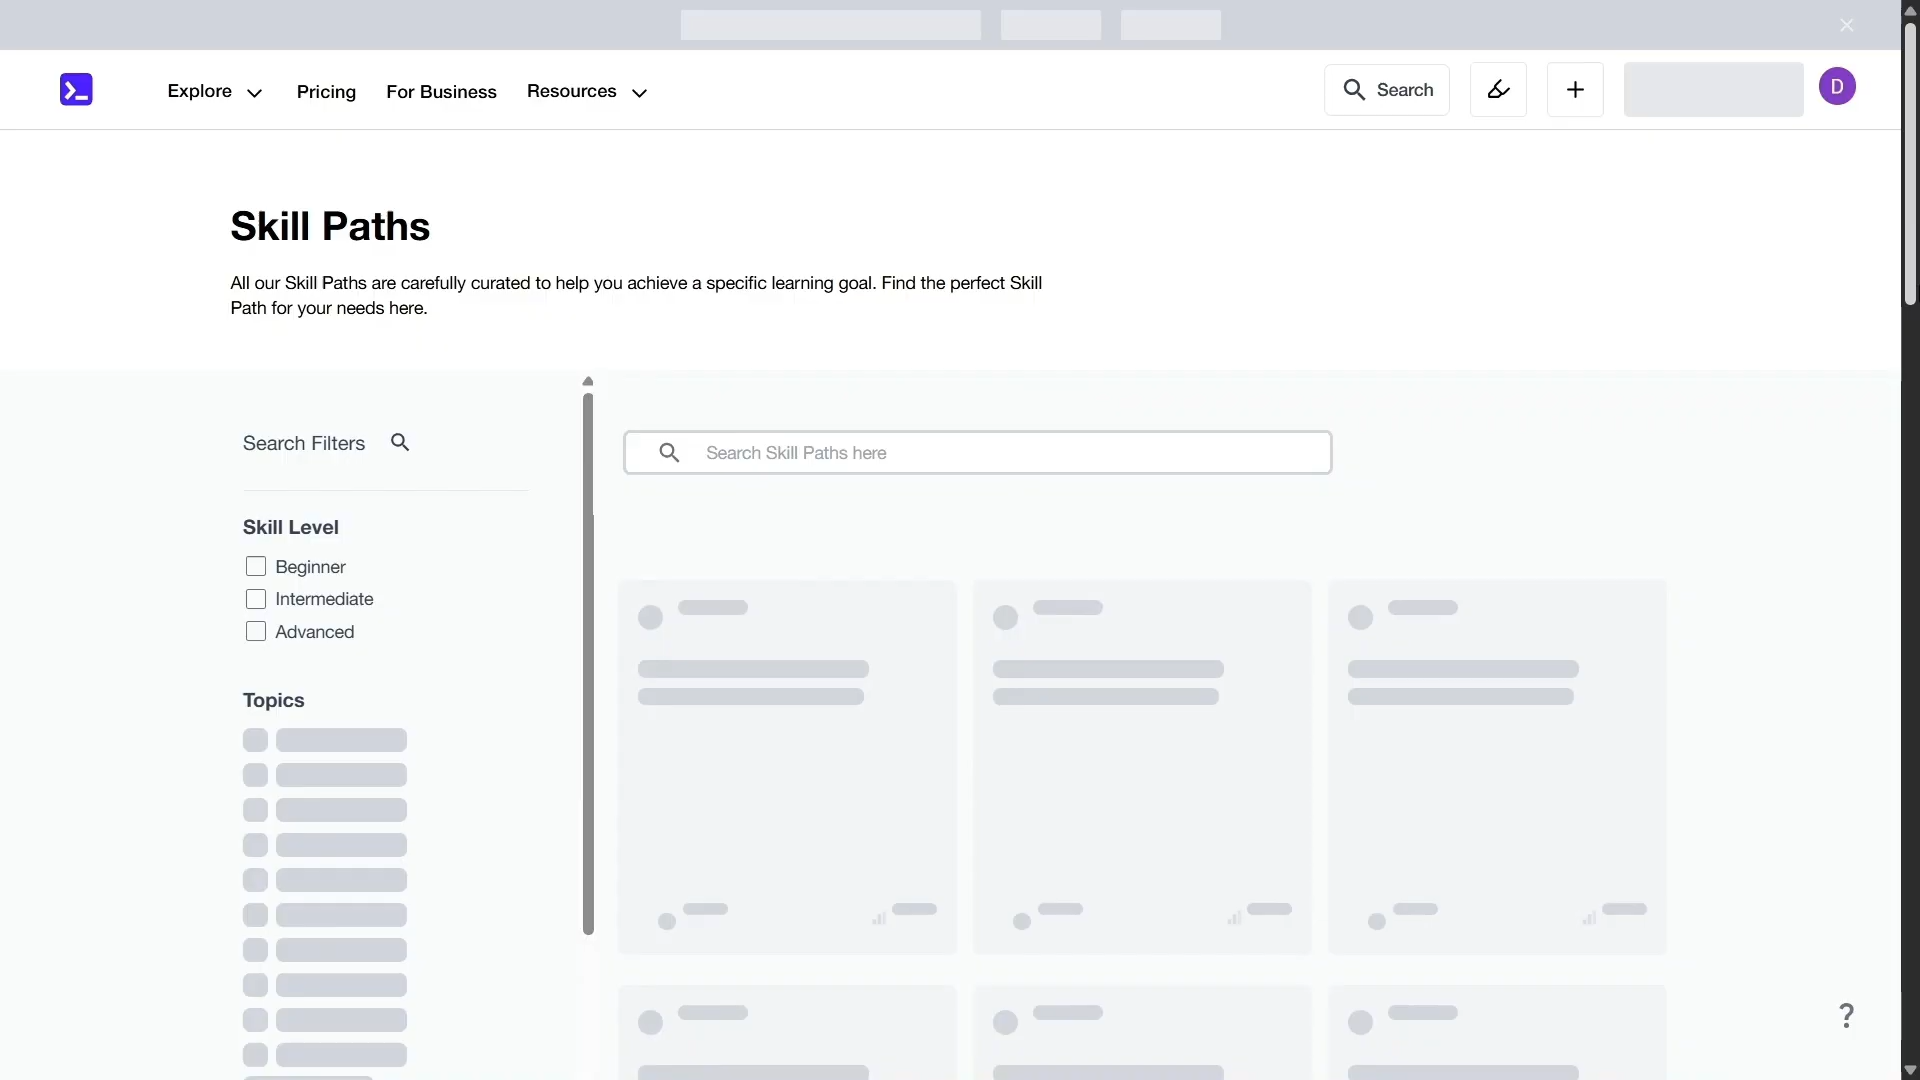 Explore
Pricing
For Business
Resources
Search
+
D
Skill Paths
All our Skill Paths are carefully curated to help you achieve a specific learning goal. Find the perfect Skill
Path for your needs here.
Search Filters
Search Skill Paths here
Skill Level
Beginner
Intermediate
Advanced
Topics
?